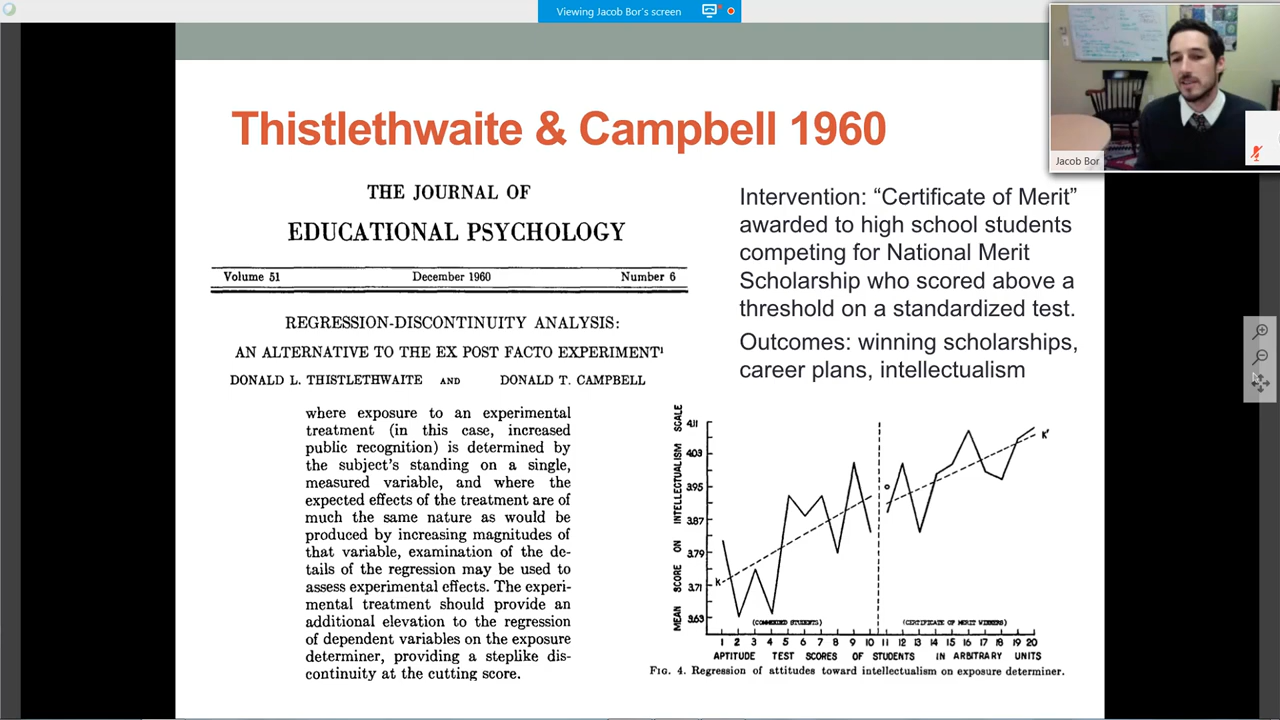 Viewing Jacob Bor's screen
Jacob Bor
Thistlethwaite & Campbell 1960
THE JOURNAL OF
EDUCATIONAL PSYCHOLOGY
Volume 51 December 1960 Number 6
REGRESSION-DISCONTINUITY ANALYSIS:
AN ALTERNATIVE TO THE EX POST FACTO EXPERIMENT¹
DONALD L. THISTLETHWAITE AND DONALD T. CAMPBELL
where exposure to an experimental
treatment (in this case, increased
public recognition) is determined by
the subject's standing on a single,
measured variable, and where the
expected effects of the treatment are of
much the same nature as would be
produced by increasing magnitudes of
that variable, examination of the de-
tails of the regression may be used to
assess experimental effects. The experi-
mental treatment should provide an
additional elevation to the regression
of dependent variables on the exposure
determiner, providing a steplike dis-
continuity at the cutting score.
Intervention: “Certificate of Merit”
awarded to high school students
competing for National Merit
Scholarship who scored above a
threshold on a standardized test.
Outcomes: winning scholarships,
career plans, intellectualism
MEAN SCORE ON INTELLECTUALISM SCALE
4.11
4.03
3.95
3.87
3.79
3.71
3.63
K
K'
(COMMENDED STUDENTS) (CERTIFICATE OF MERIT WINNERS)
1 2 3 4 5 6 7 8 9 10 11 12 13 14 15 16 17 18 19 20
APTITUDE TEST SCORES OF STUDENTS IN ARBITRARY UNITS
FIG. 4. Regression of attitudes toward intellectualism on exposure determiner.